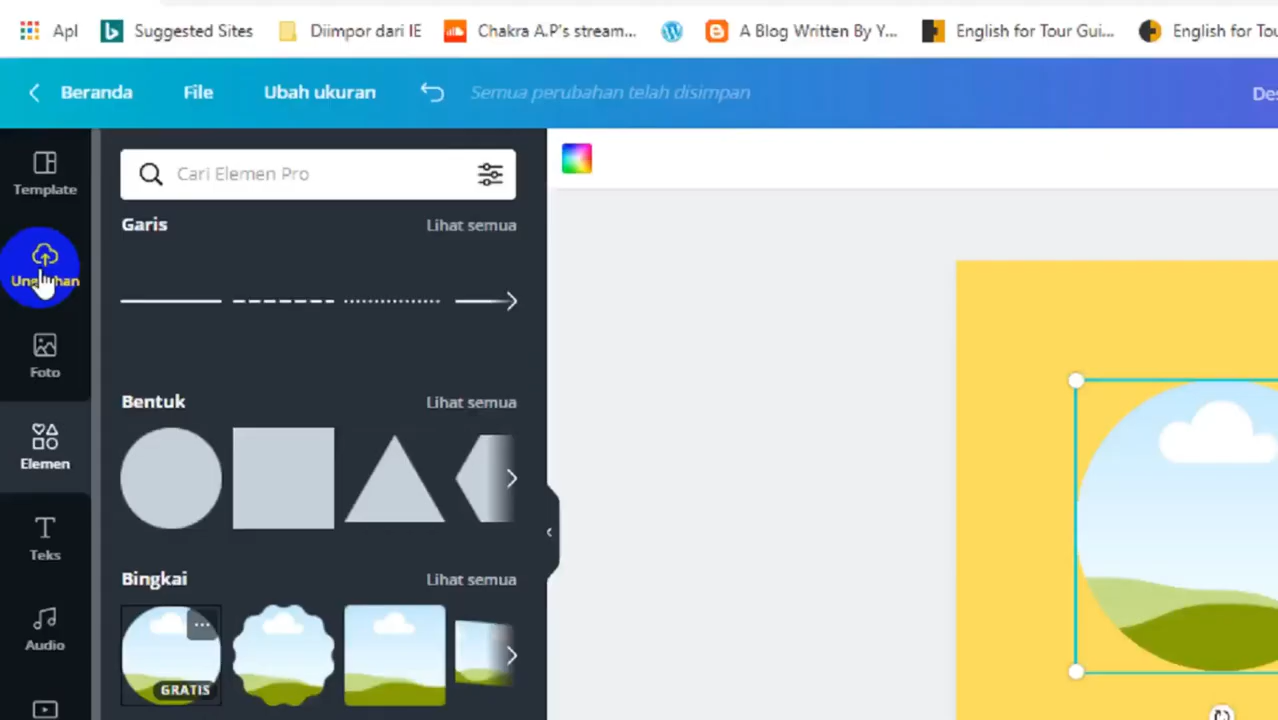 Apl Suggested Sites Diimpor dari IE Chakra A.P's stream... A Blog Written By Y... English for Tour Gui... English for Tou
Beranda File Ubah ukuran Semua perubahan telah disimpan Des
Template
Cari Elemen Pro
Garis Lihat semua
Unggahan
Foto
Bentuk Lihat semua
Elemen
Teks
Bingkai Lihat semua
Audio
GRATIS